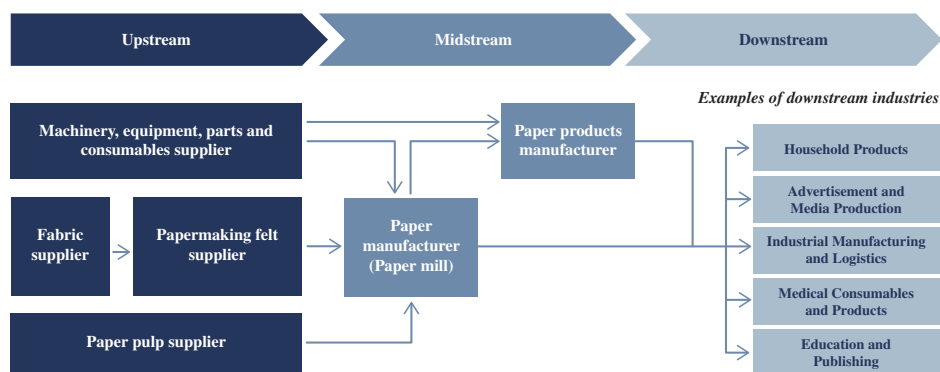 Upstream
Midstream
Downstream
Examples of downstream industries
Machinery, equipment, parts and
consumables supplier
Paper products
manufacturer
Household Products
Advertisement and
Media Production
Fabric
supplier
Papermaking felt
supplier
Paper
manufacturer
(Paper mill)
Industrial Manufacturing
and Logistics
Medical Consumables
and Products
Paper pulp supplier
Education and
Publishing